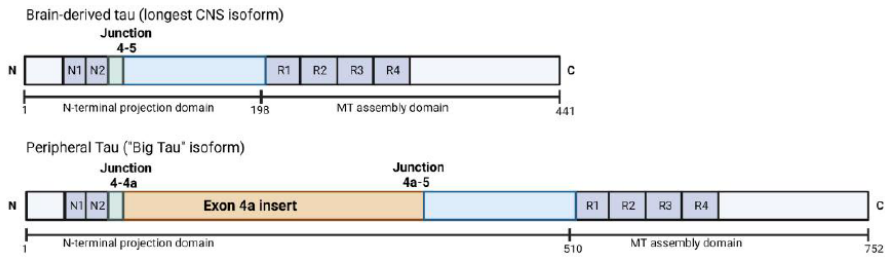 Brain-derived tau (longest CNS isoform)
Junction
4-5
N N1 N2 R1 R2 R3 R4 C
1 N-terminal projection domain 198 MT assembly domain 441
Peripheral Tau ("Big Tau" isoform)
Junction Junction
4-4a 4a-5
N N1 N2 Exon 4a insert R1 R2 R3 R4 C
1 N-terminal projection domain 510 MT assembly domain 752